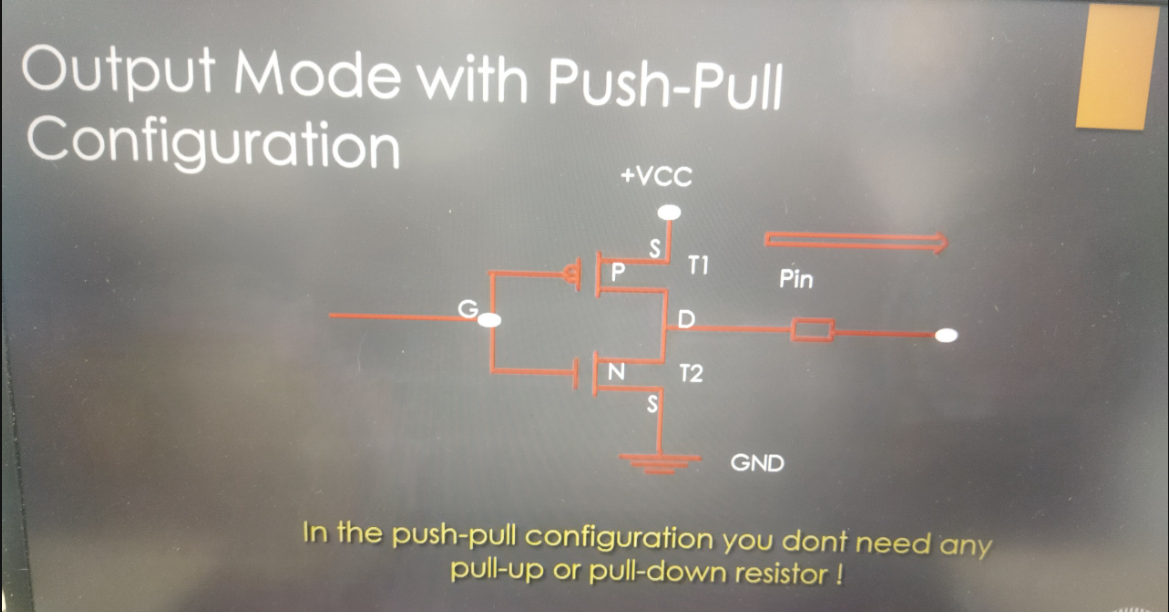 Output Mode with Push-Pull
Configuration
+VCC
S
P
T1
Pin
G
D
N
T2
S
GND
In the push-pull configuration you dont need any
pull-up or pull-down resistor !